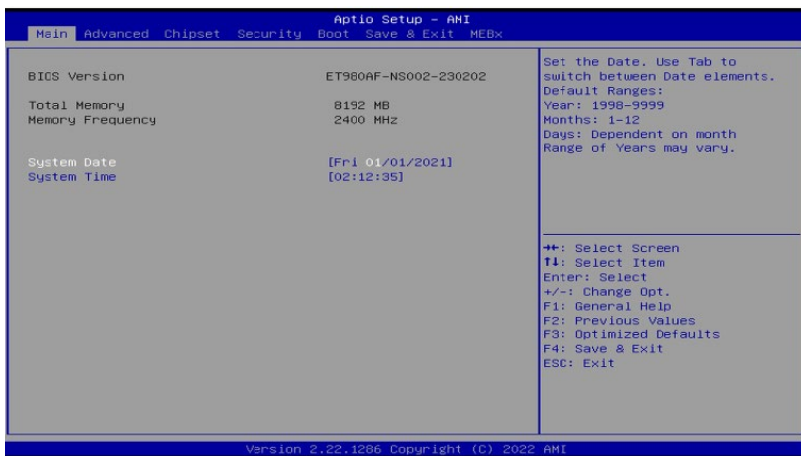 Aptio Setup - AMI
Main Advanced Chipset Security Boot Save & Exit MEBx
BIOS Version ET980AF-NS002-230202
Total Memory 8192 MB
Memory Frequency 2400 MHz
System Date [Fri 01/01/2021]
System Time [02:12:35]
Set the Date. Use Tab to
switch between Date elements.
Default Ranges:
Year: 1998-9999
Months: 1-12
Days: Dependent on month
Range of Years may vary.
→←: Select Screen
↑↓: Select Item
Enter: Select
+/-: Change Opt.
F1: General Help
F2: Previous Values
F3: Optimized Defaults
F4: Save & Exit
ESC: Exit
Version 2.22.1286 Copyright (C) 2022 AMI